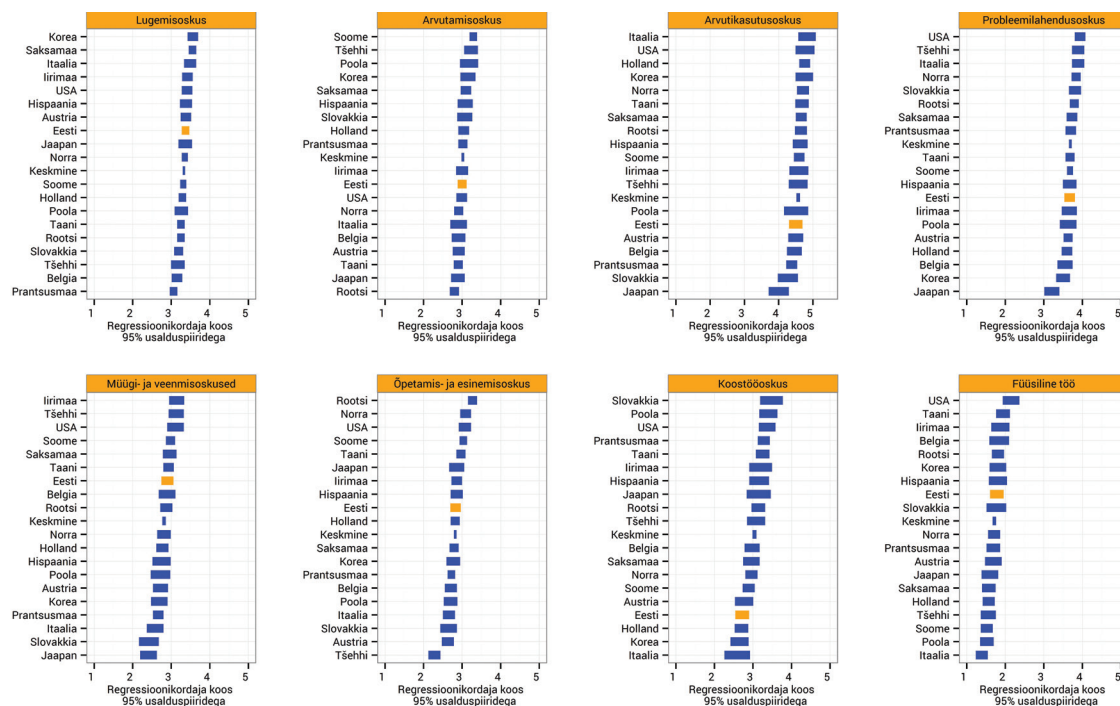 Lugemisoskus
Korea
Saksamaa
Itaalia
Iirimaa
USA
Hispaania
Austria
Eesti
Jaapan
Norra
Keskmine
Soome
Holland
Poola
Taani
Rootsi
Slovakkia
Tšehhi
Belgia
Prantsusmaa
1 2 3 4 5
Regressioonikordaja koos
95% usalduspiiridega
Arvutamisoskus
Soome
Tšehhi
Poola
Korea
Saksamaa
Hispaania
Slovakkia
Holland
Prantsusmaa
Keskmine
Iirimaa
Eesti
USA
Norra
Itaalia
Belgia
Austria
Taani
Jaapan
Rootsi
1 2 3 4 5
Regressioonikordaja koos
95% usalduspiiridega
Arvutikasutusoskus
Itaalia
USA
Holland
Korea
Norra
Taani
Saksamaa
Rootsi
Hispaania
Soome
Iirimaa
Tšehhi
Keskmine
Poola
Eesti
Austria
Belgia
Prantsusmaa
Slovakkia
Jaapan
1 2 3 4 5
Regressioonikordaja koos
95% usalduspiiridega
Probleemilahendusoskus
USA
Tšehhi
Itaalia
Norra
Slovakkia
Rootsi
Saksamaa
Prantsusmaa
Keskmine
Taani
Soome
Hispaania
Eesti
Iirimaa
Poola
Austria
Holland
Belgia
Korea
Jaapan
1 2 3 4 5
Regressioonikordaja koos
95% usalduspiiridega
Müügi- ja veenmisoskused
Iirimaa
Tšehhi
USA
Soome
Saksamaa
Taani
Eesti
Belgia
Rootsi
Keskmine
Norra
Holland
Hispaania
Poola
Austria
Korea
Prantsusmaa
Itaalia
Slovakkia
Jaapan
1 2 3 4 5
Regressioonikordaja koos
95% usalduspiiridega
Õpetamis- ja esinemisoskus
Rootsi
Norra
USA
Soome
Taani
Jaapan
Iirimaa
Hispaania
Eesti
Holland
Keskmine
Saksamaa
Korea
Prantsusmaa
Belgia
Poola
Itaalia
Slovakkia
Austria
Tšehhi
1 2 3 4 5
Regressioonikordaja koos
95% usalduspiiridega
Koostööoskus
Slovakkia
Poola
USA
Prantsusmaa
Taani
Iirimaa
Hispaania
Jaapan
Rootsi
Tšehhi
Keskmine
Belgia
Saksamaa
Norra
Soome
Austria
Eesti
Holland
Korea
Itaalia
1 2 3 4 5
Regressioonikordaja koos
95% usalduspiiridega
Füüsiline töö
USA
Taani
Iirimaa
Belgia
Rootsi
Korea
Hispaania
Eesti
Slovakkia
Keskmine
Norra
Prantsusmaa
Austria
Jaapan
Saksamaa
Holland
Tšehhi
Soome
Poola
Itaalia
1 2 3 4 5
Regressioonikordaja koos
95% usalduspiiridega